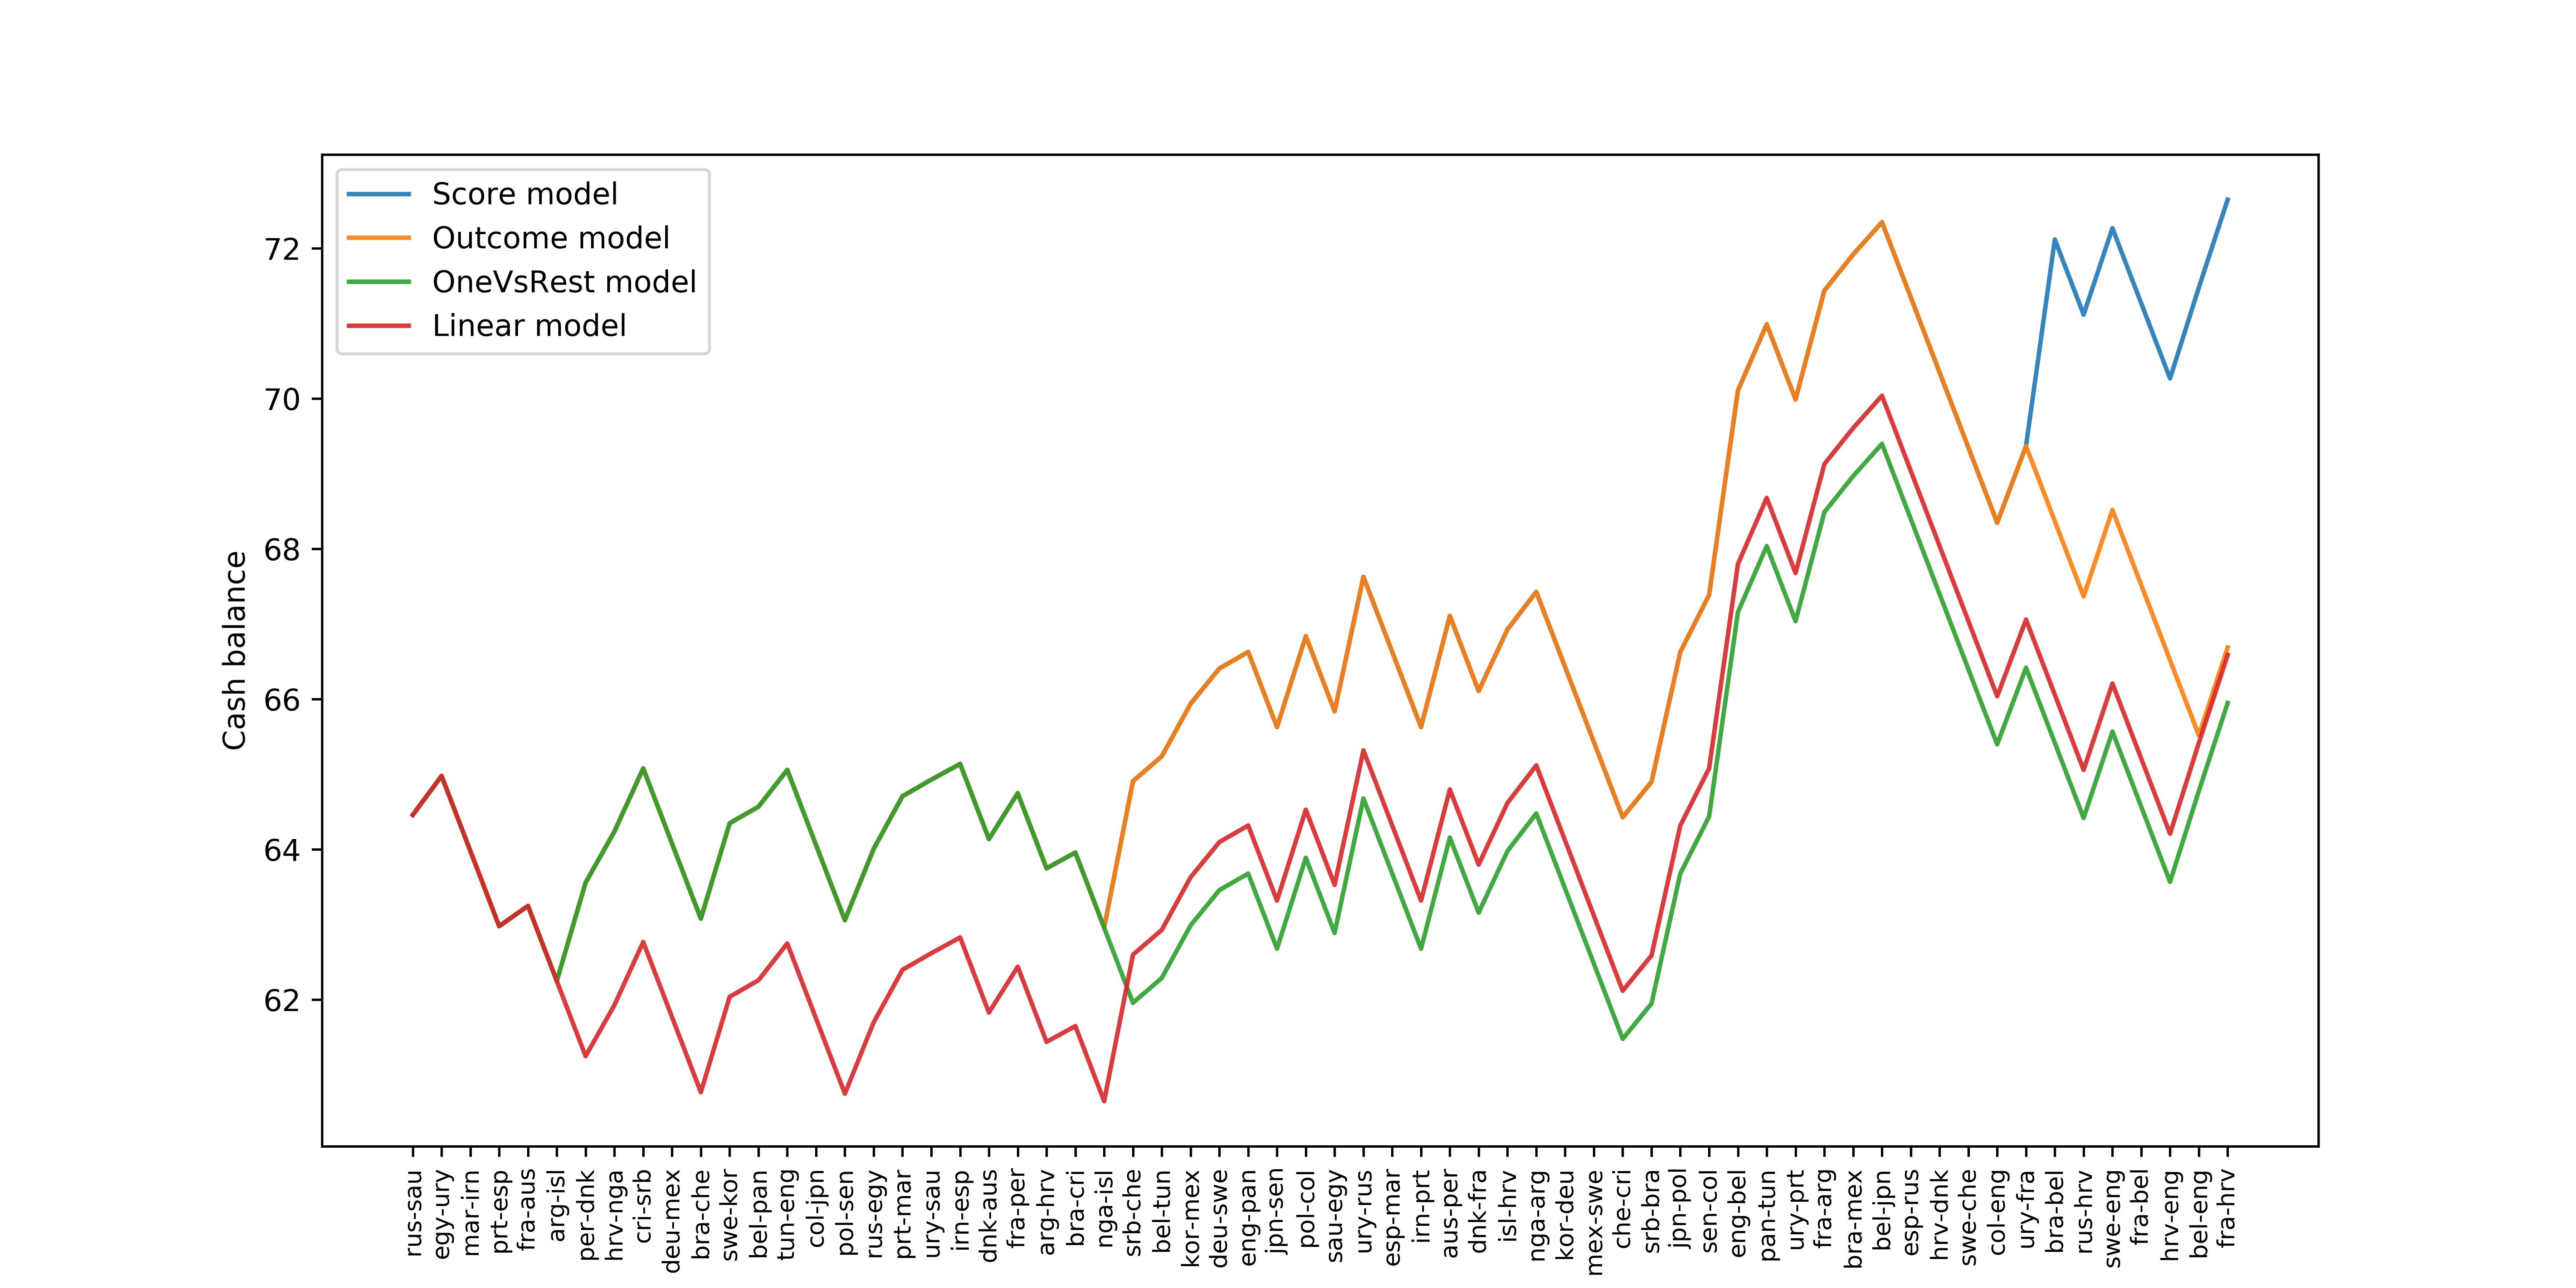 Score model
Outcome model
OneVsRest model
Linear model
Cash balance
72
70
68
66
64
62
rus-sau
egy-ury
mar-irn
prt-esp
fra-aus
arg-isl
per-dnk
hrv-nga
cri-srb
deu-mex
bra-che
swe-kor
bel-pan
tun-eng
col-jpn
pol-sen
rus-egy
prt-mar
ury-sau
irn-esp
dnk-aus
fra-per
arg-hrv
bra-cri
nga-isl
srb-che
bel-tun
kor-mex
deu-swe
eng-pan
jpn-sen
pol-col
sau-egy
ury-rus
esp-mar
irn-prt
aus-per
dnk-fra
isl-hrv
nga-arg
kor-deu
mex-swe
che-cri
srb-bra
jpn-pol
sen-col
eng-bel
pan-tun
ury-prt
fra-arg
bra-mex
bel-jpn
esp-rus
hrv-dnk
swe-che
col-eng
ury-fra
bra-bel
rus-hrv
swe-eng
fra-bel
hrv-eng
bel-eng
fra-hrv